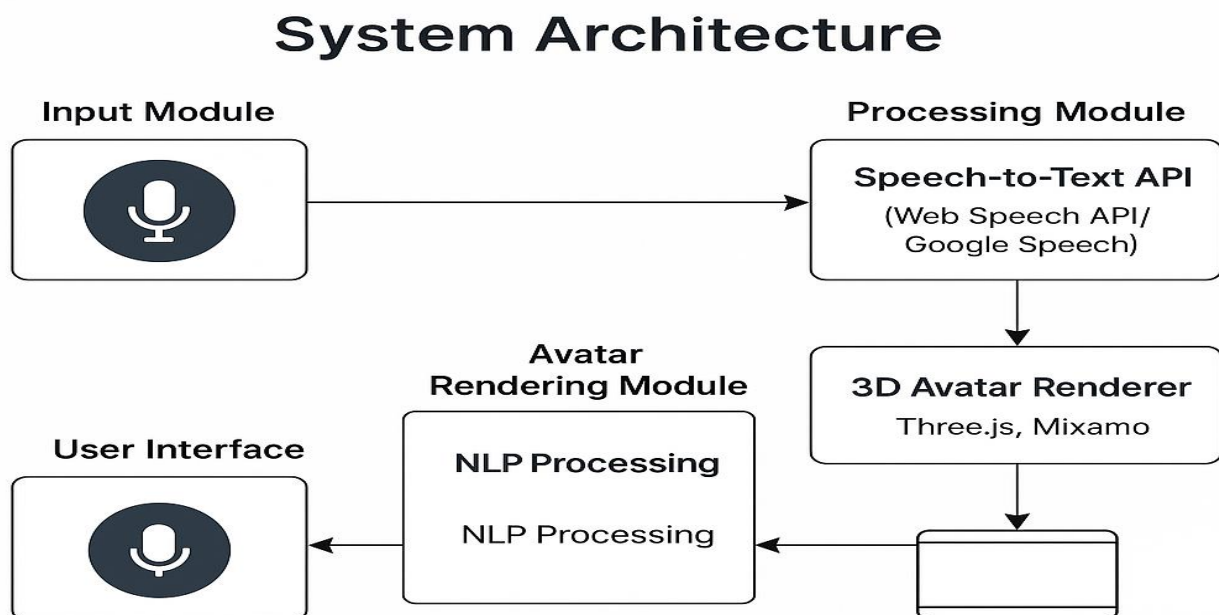 System Architecture
Input Module
Processing Module
Speech-to-Text API
(Web Speech API/
Google Speech)
3D Avatar Renderer
Three.js, Mixamo
Avatar
Rendering Module
NLP Processing
NLP Processing
User Interface